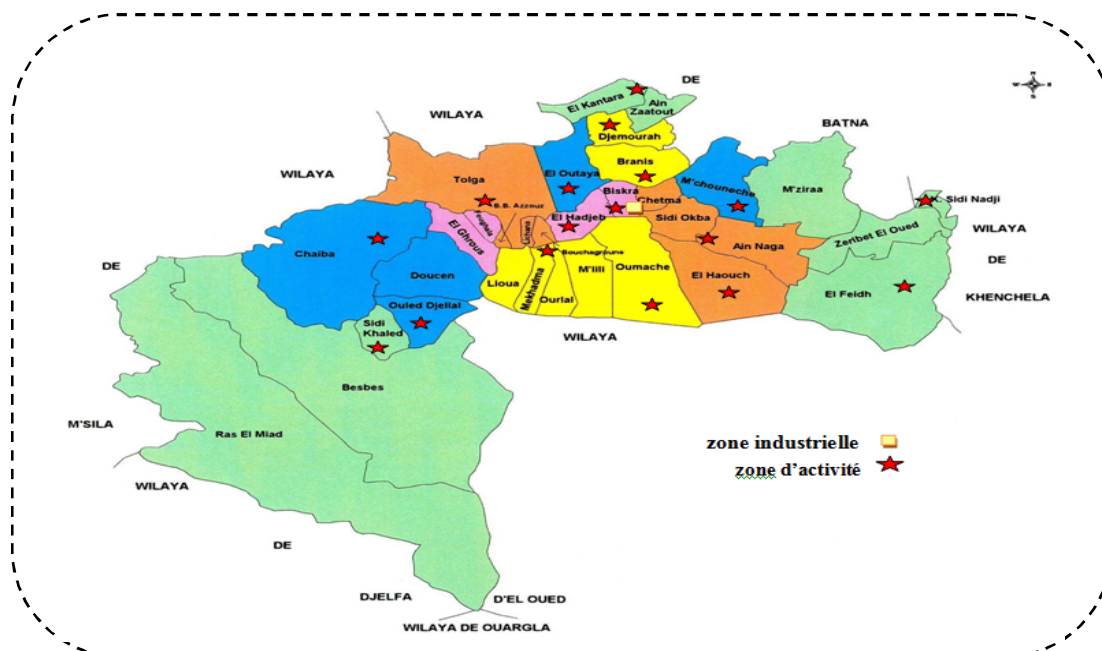 DE
El Kantara
Ain
Zaatout
WILAYA
BATNA
Djemourah
Branis
WILAYA
Tolga
El Outaya
M'chouneche
M'ziraa
Biskra
Chetma
K. Sidi Nadji
B.B. Azzouz
El Hadjeb
Sidi Okba
WILAYA
El Ghrous
Lichana
Zeribet El Oued
Ain Naga
Chaiba
Bouchagroune
DE
DE
Doucen
M'lili
Oumache
El Haouch
Lioua
Mekhadma
Ourlal
El Feidh
KHENCHELA
Ouled Djellal
Sidi
Khaled
WILAYA
Besbes
M'SILA
Ras El Miad
zone industrielle
zone d'activité
WILAYA
DE
DJELFA
D'EL OUED
WILAYA DE OUARGLA